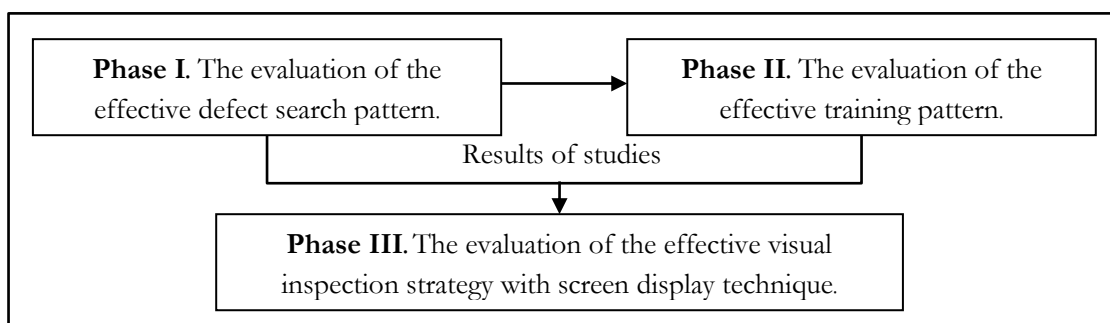 Phase I. The evaluation of the
effective defect search pattern.
Phase II. The evaluation of the
effective training pattern.
Results of studies
Phase III. The evaluation of the effective visual
inspection strategy with screen display technique.